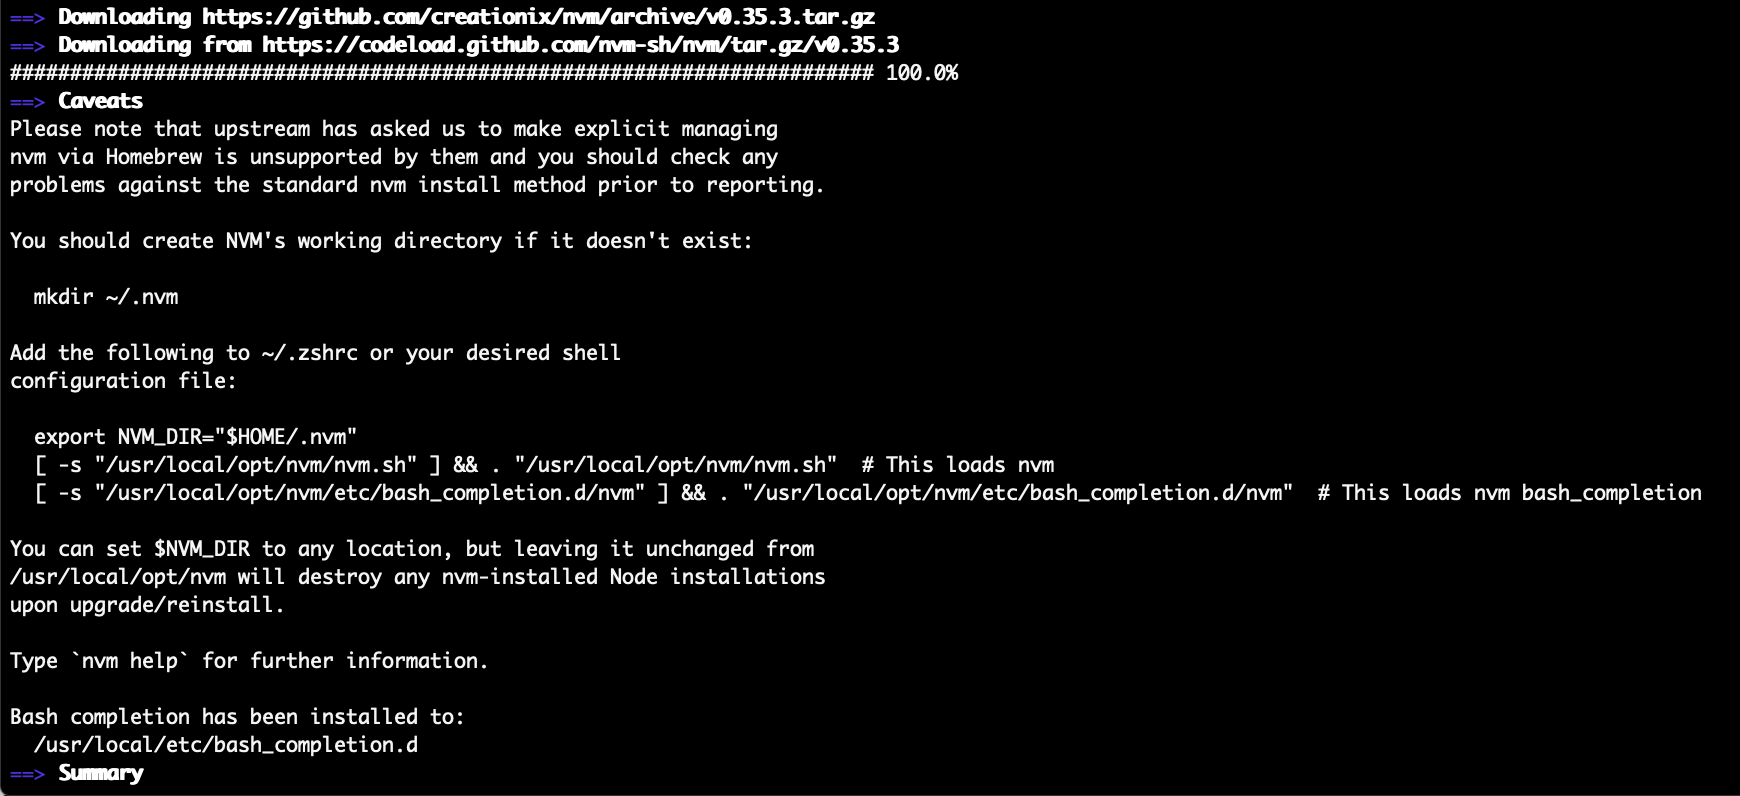 ==> Downloading https://github.com/creationix/nvm/archive/v0.35.3.tar.gz
==> Downloading from https://codeload.github.com/nvm-sh/nvm/tar.gz/v0.35.3
######################################################################## 100.0%
==> Caveats
Please note that upstream has asked us to make explicit managing
nvm via Homebrew is unsupported by them and you should check any
problems against the standard nvm install method prior to reporting.

You should create NVM's working directory if it doesn't exist:

  mkdir ~/.nvm

Add the following to ~/.zshrc or your desired shell
configuration file:

  export NVM_DIR="$HOME/.nvm"
  [ -s "/usr/local/opt/nvm/nvm.sh" ] && . "/usr/local/opt/nvm/nvm.sh"  # This loads nvm
  [ -s "/usr/local/opt/nvm/etc/bash_completion.d/nvm" ] && . "/usr/local/opt/nvm/etc/bash_completion.d/nvm"  # This loads nvm bash_completion

You can set $NVM_DIR to any location, but leaving it unchanged from
/usr/local/opt/nvm will destroy any nvm-installed Node installations
upon upgrade/reinstall.

Type `nvm help` for further information.

Bash completion has been installed to:
  /usr/local/etc/bash_completion.d
==> Summary